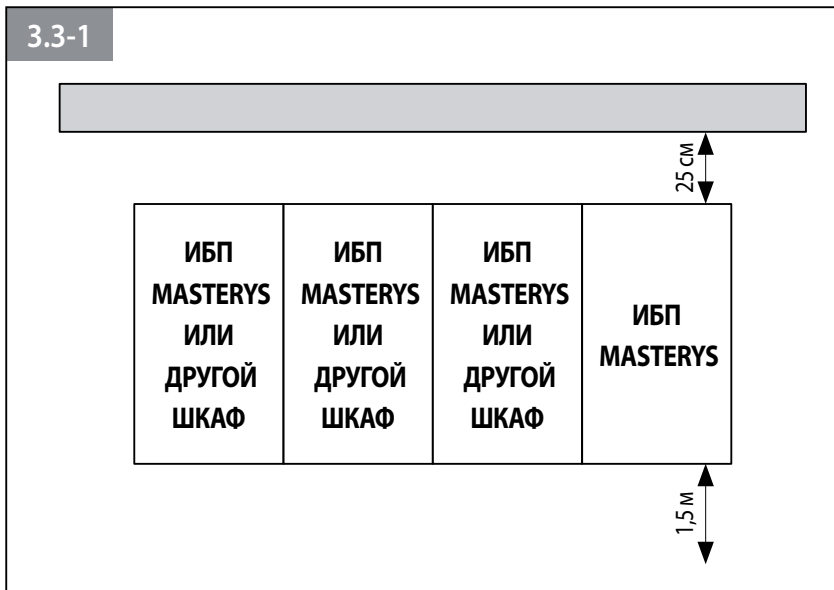 3.3-1
25 см
ИБП
MASTERYS
ИЛИ
ДРУГОЙ
ШКАФ
ИБП
MASTERYS
ИЛИ
ДРУГОЙ
ШКАФ
ИБП
MASTERYS
ИЛИ
ДРУГОЙ
ШКАФ
ИБП
MASTERYS
1,5 м